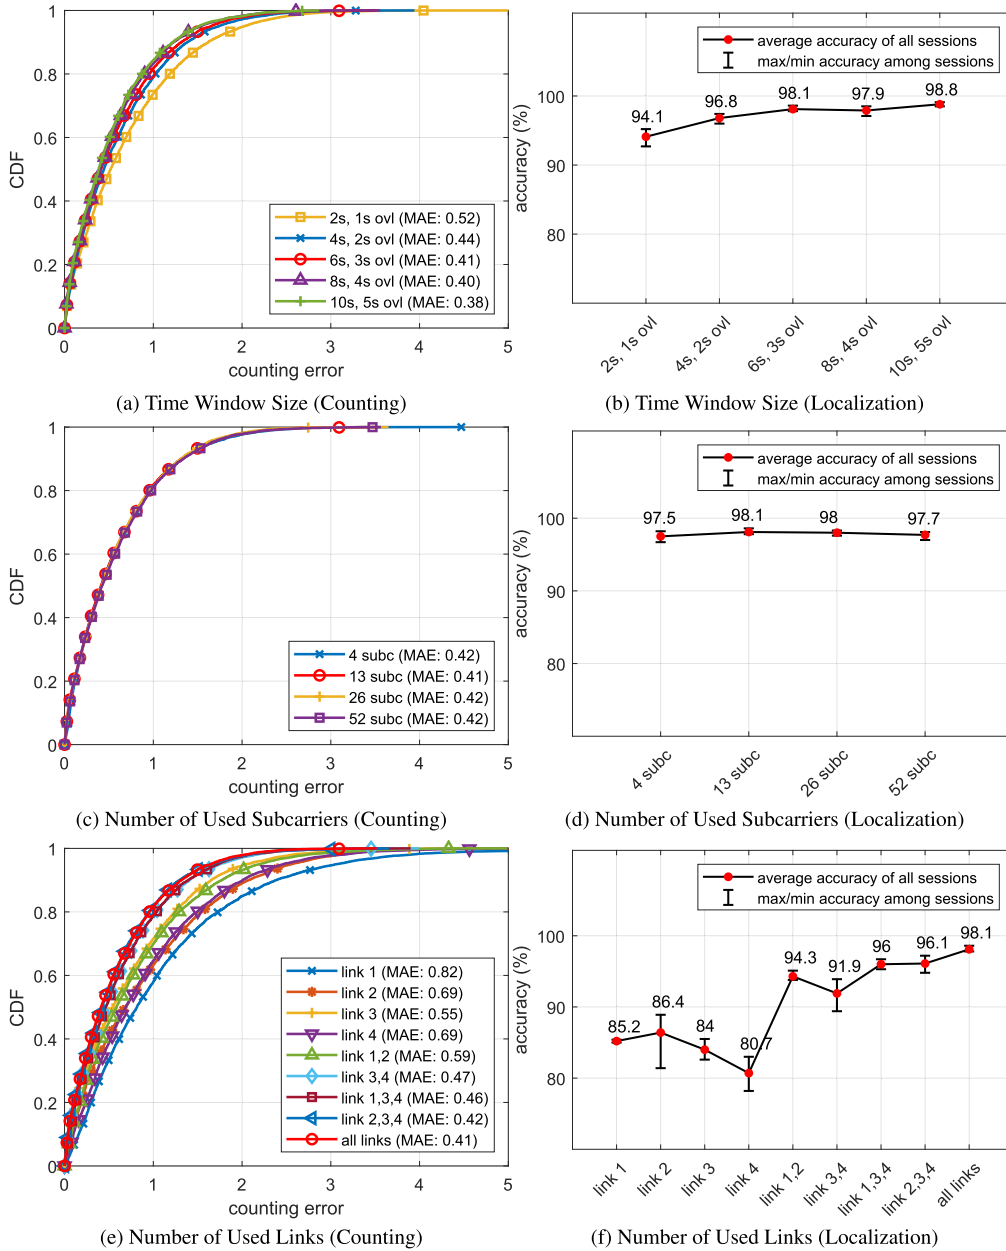 1
0.8
0.6
0.4
0.2
0
CDF
2s, 1s ovl (MAE: 0.52)
4s, 2s ovl (MAE: 0.44)
6s, 3s ovl (MAE: 0.41)
8s, 4s ovl (MAE: 0.40)
10s, 5s ovl (MAE: 0.38)
0 1 2 3 4 5
counting error
(a) Time Window Size (Counting)
average accuracy of all sessions
max/min accuracy among sessions
100
90
80
accuracy (%)
94.1 96.8 98.1 97.9 98.8
2s, 1s ovl
4s, 2s ovl
6s, 3s ovl
8s, 4s ovl
10s, 5s ovl
(b) Time Window Size (Localization)
1
0.8
0.6
0.4
0.2
0
CDF
4 subc (MAE: 0.42)
13 subc (MAE: 0.41)
26 subc (MAE: 0.42)
52 subc (MAE: 0.42)
0 1 2 3 4 5
counting error
(c) Number of Used Subcarriers (Counting)
average accuracy of all sessions
max/min accuracy among sessions
100
90
80
accuracy (%)
97.5 98.1 98 97.7
4 subc
13 subc
26 subc
52 subc
(d) Number of Used Subcarriers (Localization)
1
0.8
0.6
0.4
0.2
0
CDF
link 1 (MAE: 0.82)
link 2 (MAE: 0.69)
link 3 (MAE: 0.55)
link 4 (MAE: 0.69)
link 1,2 (MAE: 0.59)
link 3,4 (MAE: 0.47)
link 1,3,4 (MAE: 0.46)
link 2,3,4 (MAE: 0.42)
all links (MAE: 0.41)
0 1 2 3 4 5
counting error
(e) Number of Used Links (Counting)
average accuracy of all sessions
max/min accuracy among sessions
100
90
80
accuracy (%)
85.2 86.4 84 80.7 94.3 91.9 96 96.1 98.1
link 1
link 2
link 3
link 4
link 1,2
link 3,4
link 1,3,4
link 2,3,4
all links
(f) Number of Used Links (Localization)